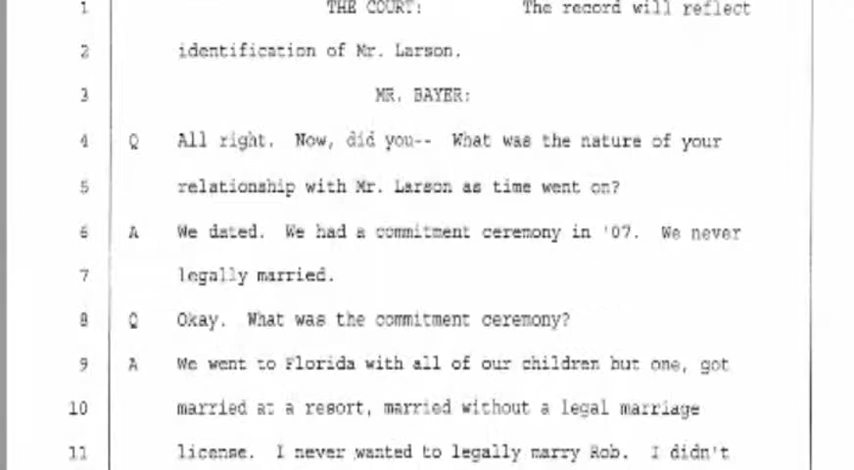 1 THE COURT: The record will reflect
2 identification of Mr. Larson.
3 MR. BAYER:
4 Q All right. Now, did you-- What was the nature of your
5 relationship with Mr. Larson as time went on?
6 A We dated. We had a commitment ceremony in '07. We never
7 legally married.
8 Q Okay. What was the commitment ceremony?
9 A We went to Florida with all of our children but one, got
10 married at a resort, married without a legal marriage
11 license. I never wanted to legally marry Rob. I didn't